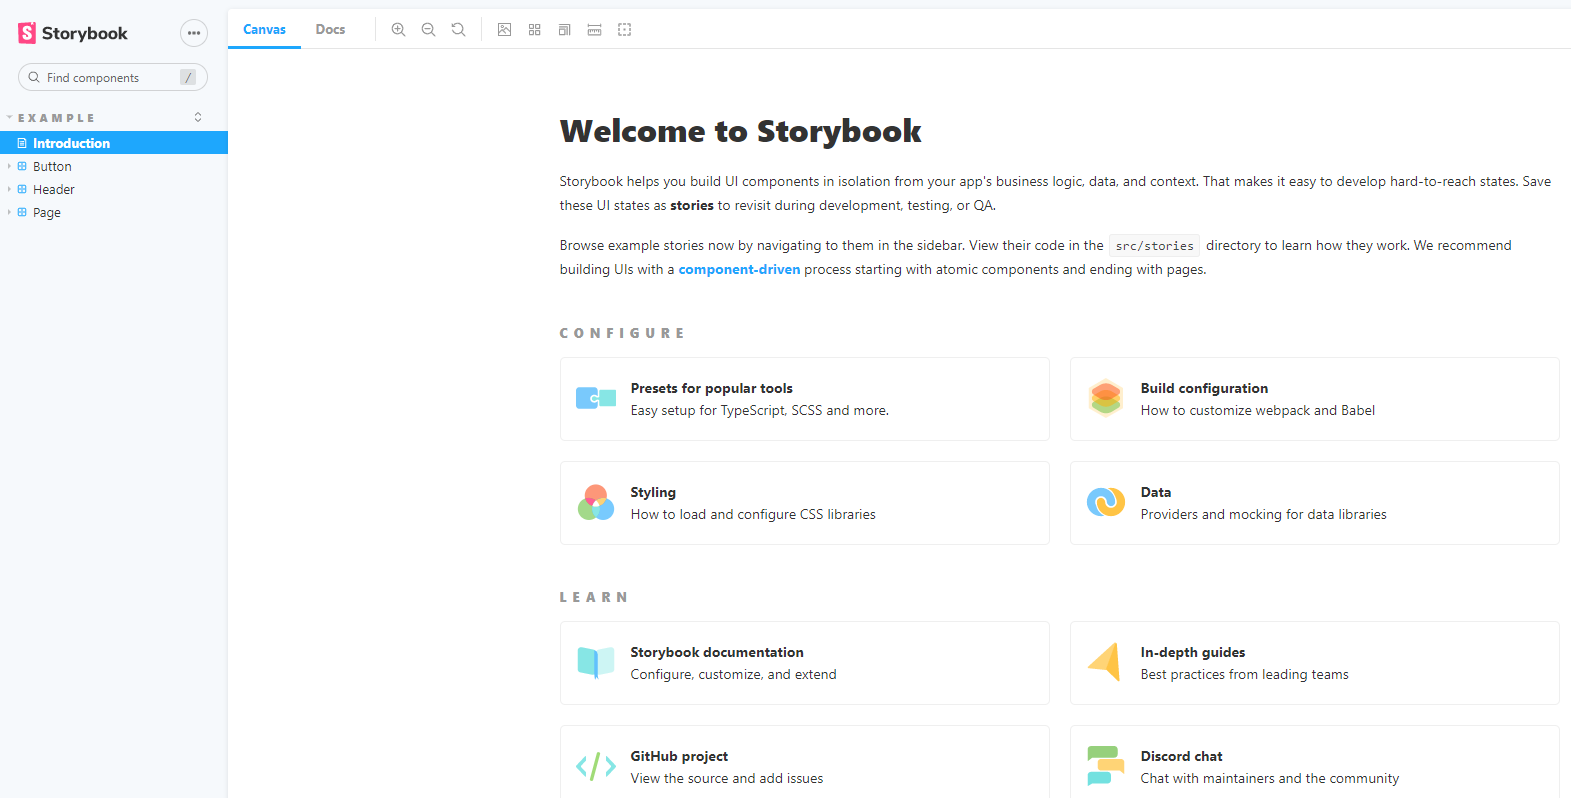 Storybook
Find components
/
EXAMPLE
Introduction
Button
Header
Page
Canvas
Docs
Welcome to Storybook
Storybook helps you build UI components in isolation from your app's business logic, data, and context. That makes it easy to develop hard-to-reach states. Save
these UI states as stories to revisit during development, testing, or QA.
Browse example stories now by navigating to them in the sidebar. View their code in the src/stories directory to learn how they work. We recommend
building UIs with a component-driven process starting with atomic components and ending with pages.
CONFIGURE
Presets for popular tools
Easy setup for TypeScript, SCSS and more.
Build configuration
How to customize webpack and Babel
Styling
How to load and configure CSS libraries
Data
Providers and mocking for data libraries
LEARN
Storybook documentation
Configure, customize, and extend
In-depth guides
Best practices from leading teams
GitHub project
View the source and add issues
Discord chat
Chat with maintainers and the community